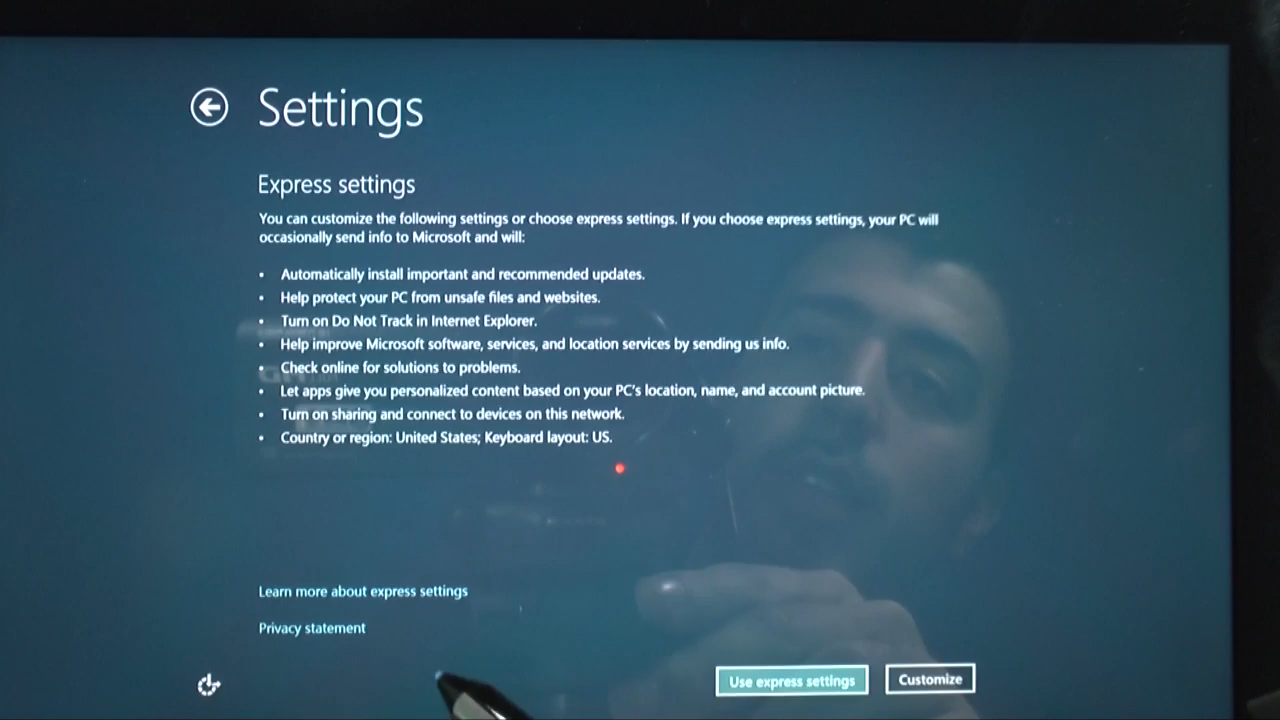 Settings
Express settings
You can customize the following settings or choose express settings. If you choose express settings, your PC will
occasionally send info to Microsoft and will:
• Automatically install important and recommended updates.
• Help protect your PC from unsafe files and websites.
• Turn on Do Not Track in Internet Explorer.
• Help improve Microsoft software, services, and location services by sending us info.
• Check online for solutions to problems.
• Let apps give you personalized content based on your PC's location, name, and account picture.
• Turn on sharing and connect to devices on this network.
• Country or region: United States; Keyboard layout: US.
Learn more about express settings
Privacy statement
Use express settings
Customize